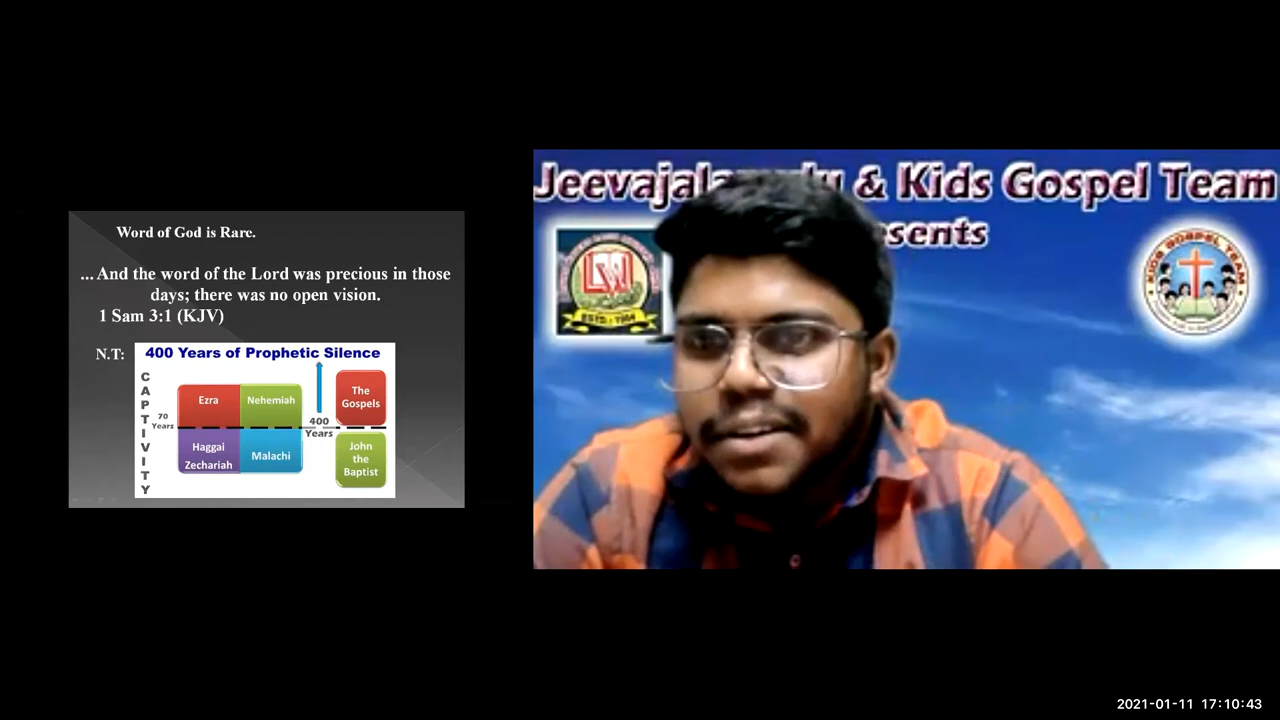 Word of God is Rare.
... And the word of the Lord was precious in those
days; there was no open vision.
1 Sam 3:1 (KJV)
N.T:
400 Years of Prophetic Silence
CAPTIVITY
70
Years
Ezra
Nehemiah
Haggai
Zechariah
Malachi
400
Years
The
Gospels
John
the
Baptist
& Kids Gospel Team
KIDS GOSPEL TEAM
2021-01-11 17:10:43